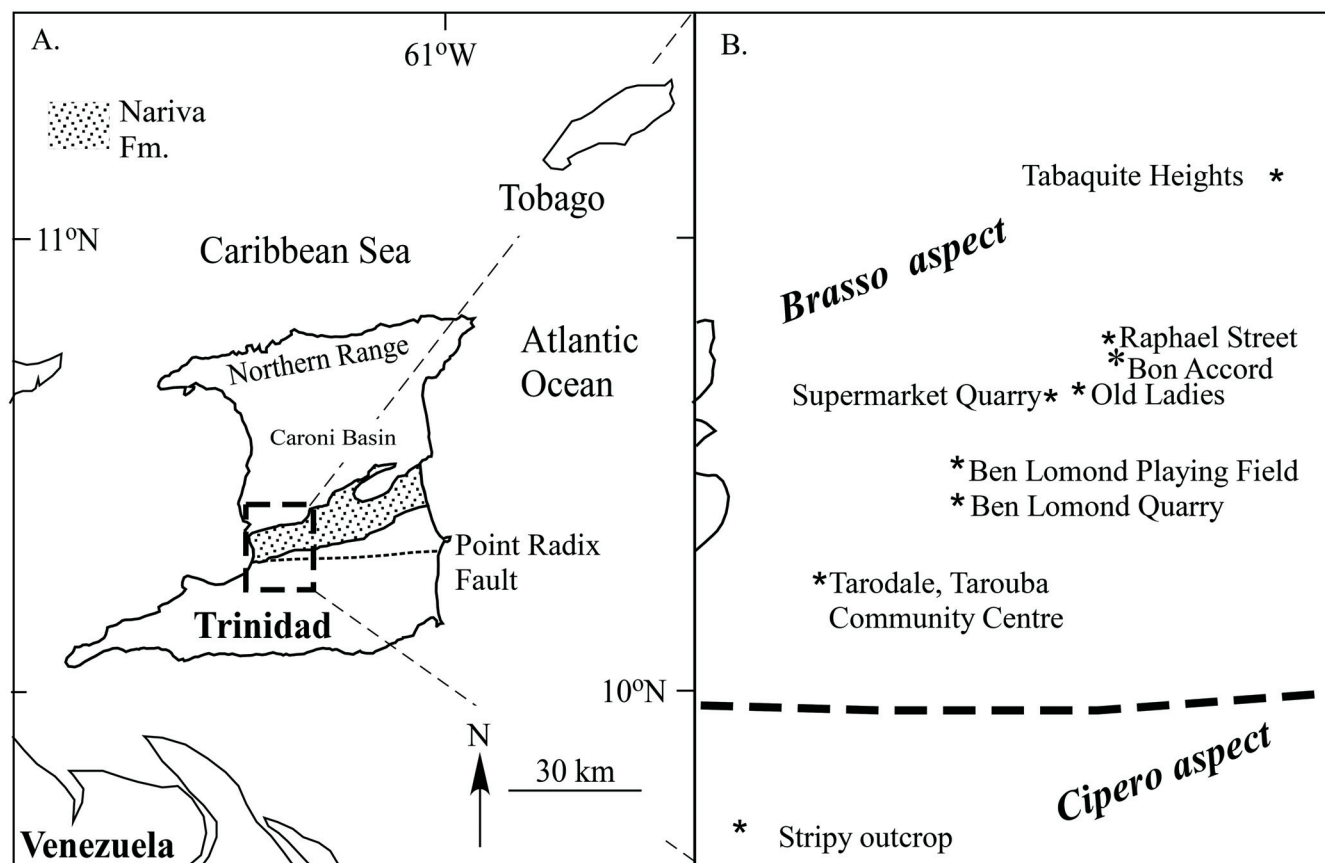 A.
61°W
Nariva
Fm.
Tobago
11°N
Caribbean Sea
Northern Range
Atlantic
Ocean
Caroni Basin
Point Radix
Fault
Trinidad
10°N
N
30 km
Venezuela
B.
Tabaquite Heights *
Brasso aspect
* Raphael Street
* Bon Accord
Supermarket Quarry * * Old Ladies
* Ben Lomond Playing Field
* Ben Lomond Quarry
* Tarodale, Tarouba
Community Centre
Cipero aspect
* Stripy outcrop